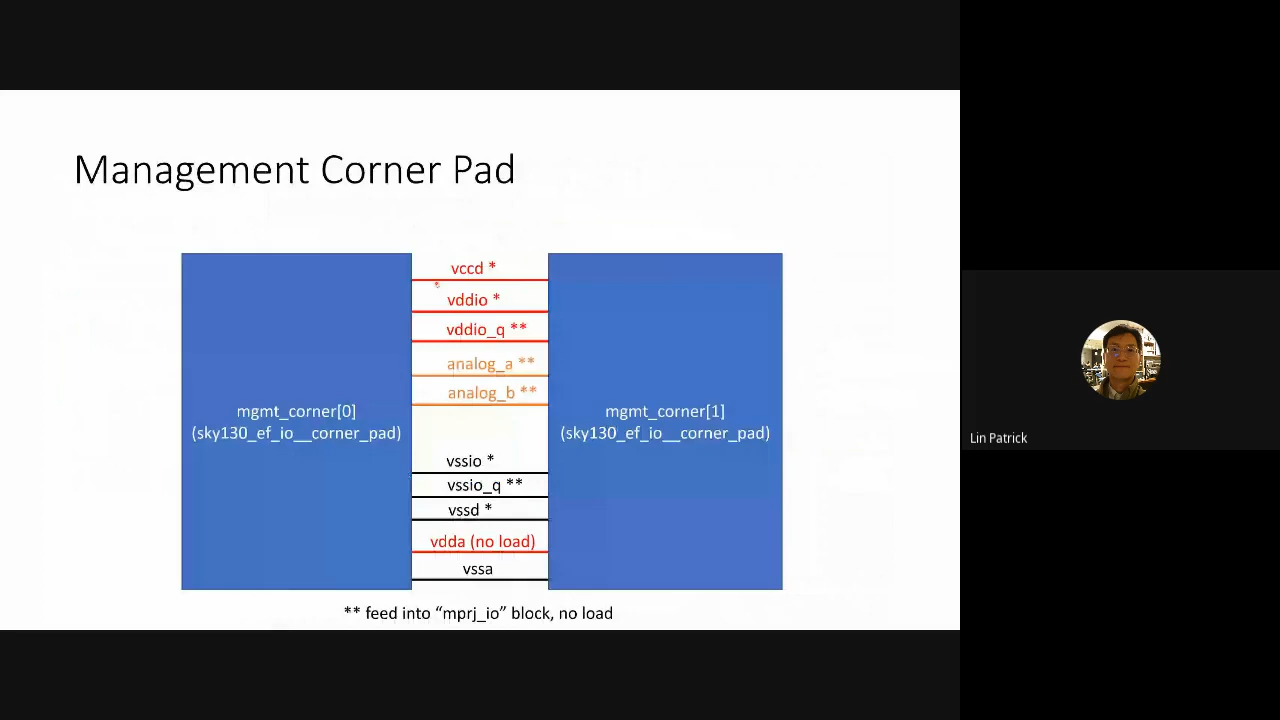 Management Corner Pad
vccd *
vddio *
vddio_q **
analog_a **
analog_b **
mgmt_corner[0]
(sky130_ef_io__corner_pad)
mgmt_corner[1]
(sky130_ef_io__corner_pad)
vssio *
vssio_q **
vssd *
vdda (no load)
vssa
** feed into “mprj_io” block, no load
Lin Patrick